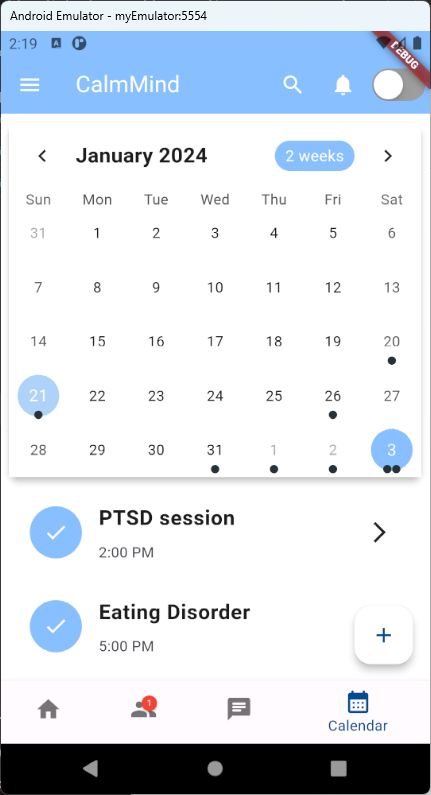 Android Emulator - myEmulator:5554
2:19 A
DEBUG
CalmMind
January 2024 2 weeks
Sun Mon Tue Wed Thu Fri Sat
31 1 2 3 4 5 6
7 8 9 10 11 12 13
14 15 16 17 18 19 20
21 22 23 24 25 26 27
28 29 30 31 1 2 3
PTSD session
2:00 PM
Eating Disorder
5:00 PM
+
1
Calendar